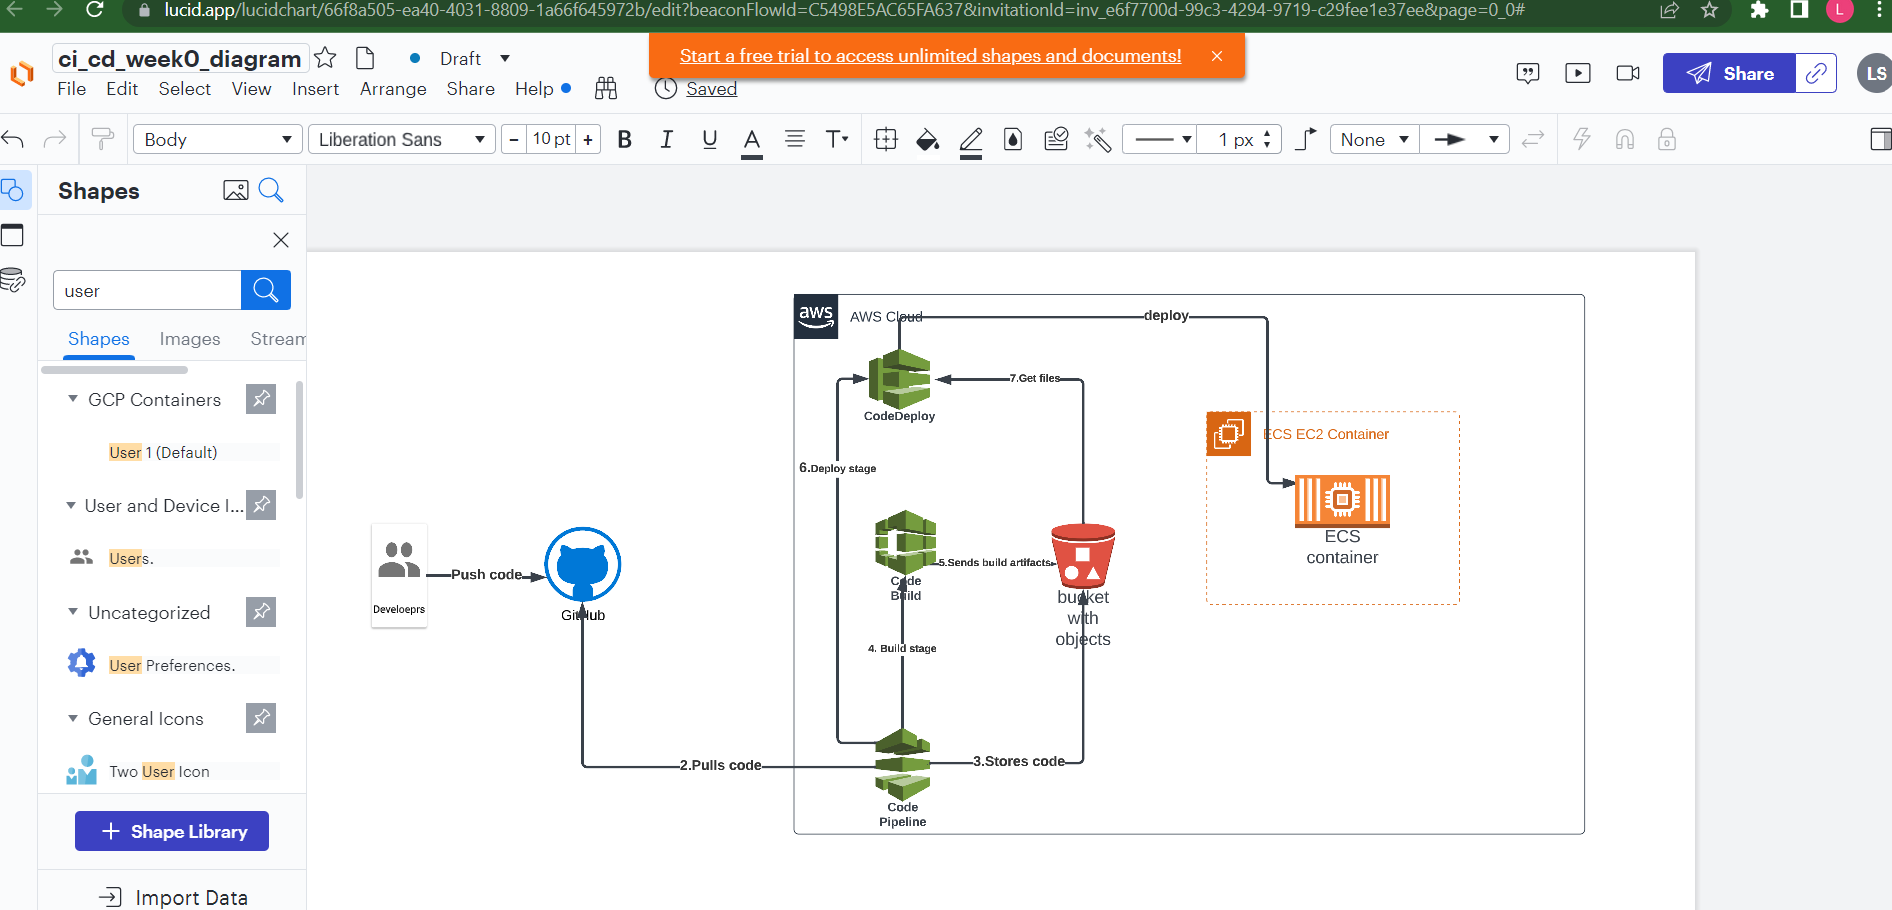 lucid.app/lucidchart/66f8a505-ea40-4031-8809-1a66f645972b/edit?beaconFlowId=C5498E5AC65FA637&invitationId=inv_e6f7700d-99c3-4294-9719-c29fee1e37ee&page=0_0#
L
ci_cd_week0_diagram
Draft
Start a free trial to access unlimited shapes and documents!
Share
LS
File Edit Select View Insert Arrange Share Help
Saved
Body
Liberation Sans
- 10 pt +
B I U A T
1 px
None
Shapes
user
Shapes Images Stream
GCP Containers
User 1 (Default)
User and Device I...
Users.
Uncategorized
User Preferences.
General Icons
Two User Icon
+ Shape Library
Import Data
aws
AWS Cloud
deploy
7.Get files
CodeDeploy
ECS EC2 Container
6.Deploy stage
ECS
container
Push code
5.Sends build artifacts
Code
Build
Develoeprs
GitHub
bucket
with
objects
4. Build stage
2.Pulls code
3.Stores code
Code
Pipeline